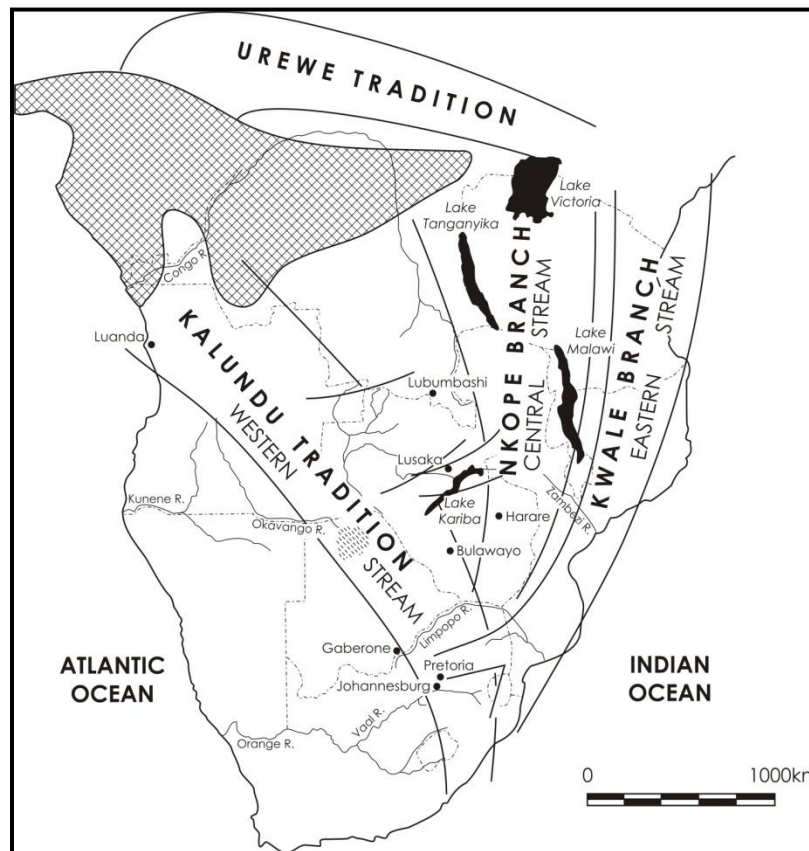 UREWE TRADITION
Lake
Victoria
Lake
Tanganyika
Congo R.
NKOPE BRANCH
CENTRAL STREAM
KWALE BRANCH
EASTERN STREAM
Luanda
KALUNDU TRADITION
WESTERN STREAM
Lake
Malawi
Lubumbashi
Lusaka
Lake
Kariba
Zambezi R.
Kunene R.
Okavango R.
Harare
Bulawayo
Limpopo R.
Gaberone
Pretoria
Johannesburg
ATLANTIC
OCEAN
INDIAN
OCEAN
Vaal R.
Orange R.
0 1000km